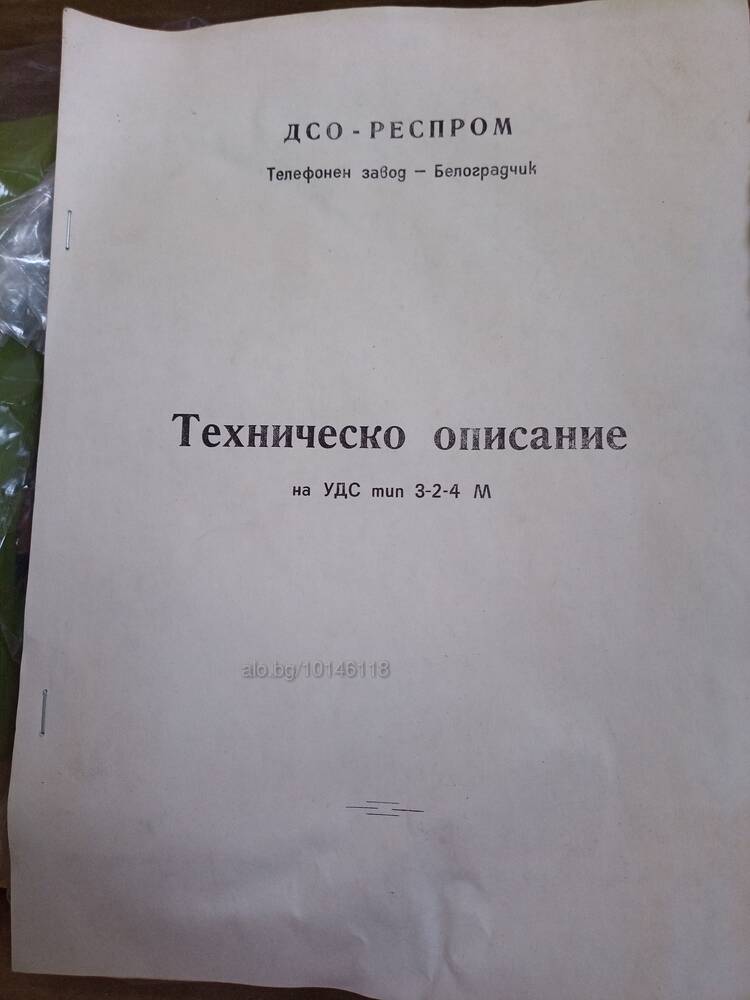 ДСО - РЕСПРОМ
Телефонен завод — Белоградчик
Техническо описание
на УДС тип 3-2-4 М
alo.bg/10146118